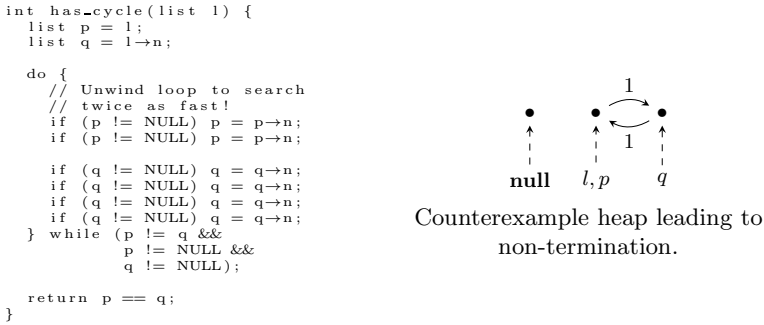 int has_cycle(list l) {
list p = l;
list q = l→n;
do {
// Unwind loop to search
// twice as fast!
if (p != NULL) p = p→n;
if (p != NULL) p = p→n;
if (q != NULL) q = q→n;
if (q != NULL) q = q→n;
if (q != NULL) q = q→n;
if (q != NULL) q = q→n;
} while (p != q &&
p != NULL &&
q != NULL);
return p == q;
}
1
1
null l, p q
Counterexample heap leading to
non-termination.